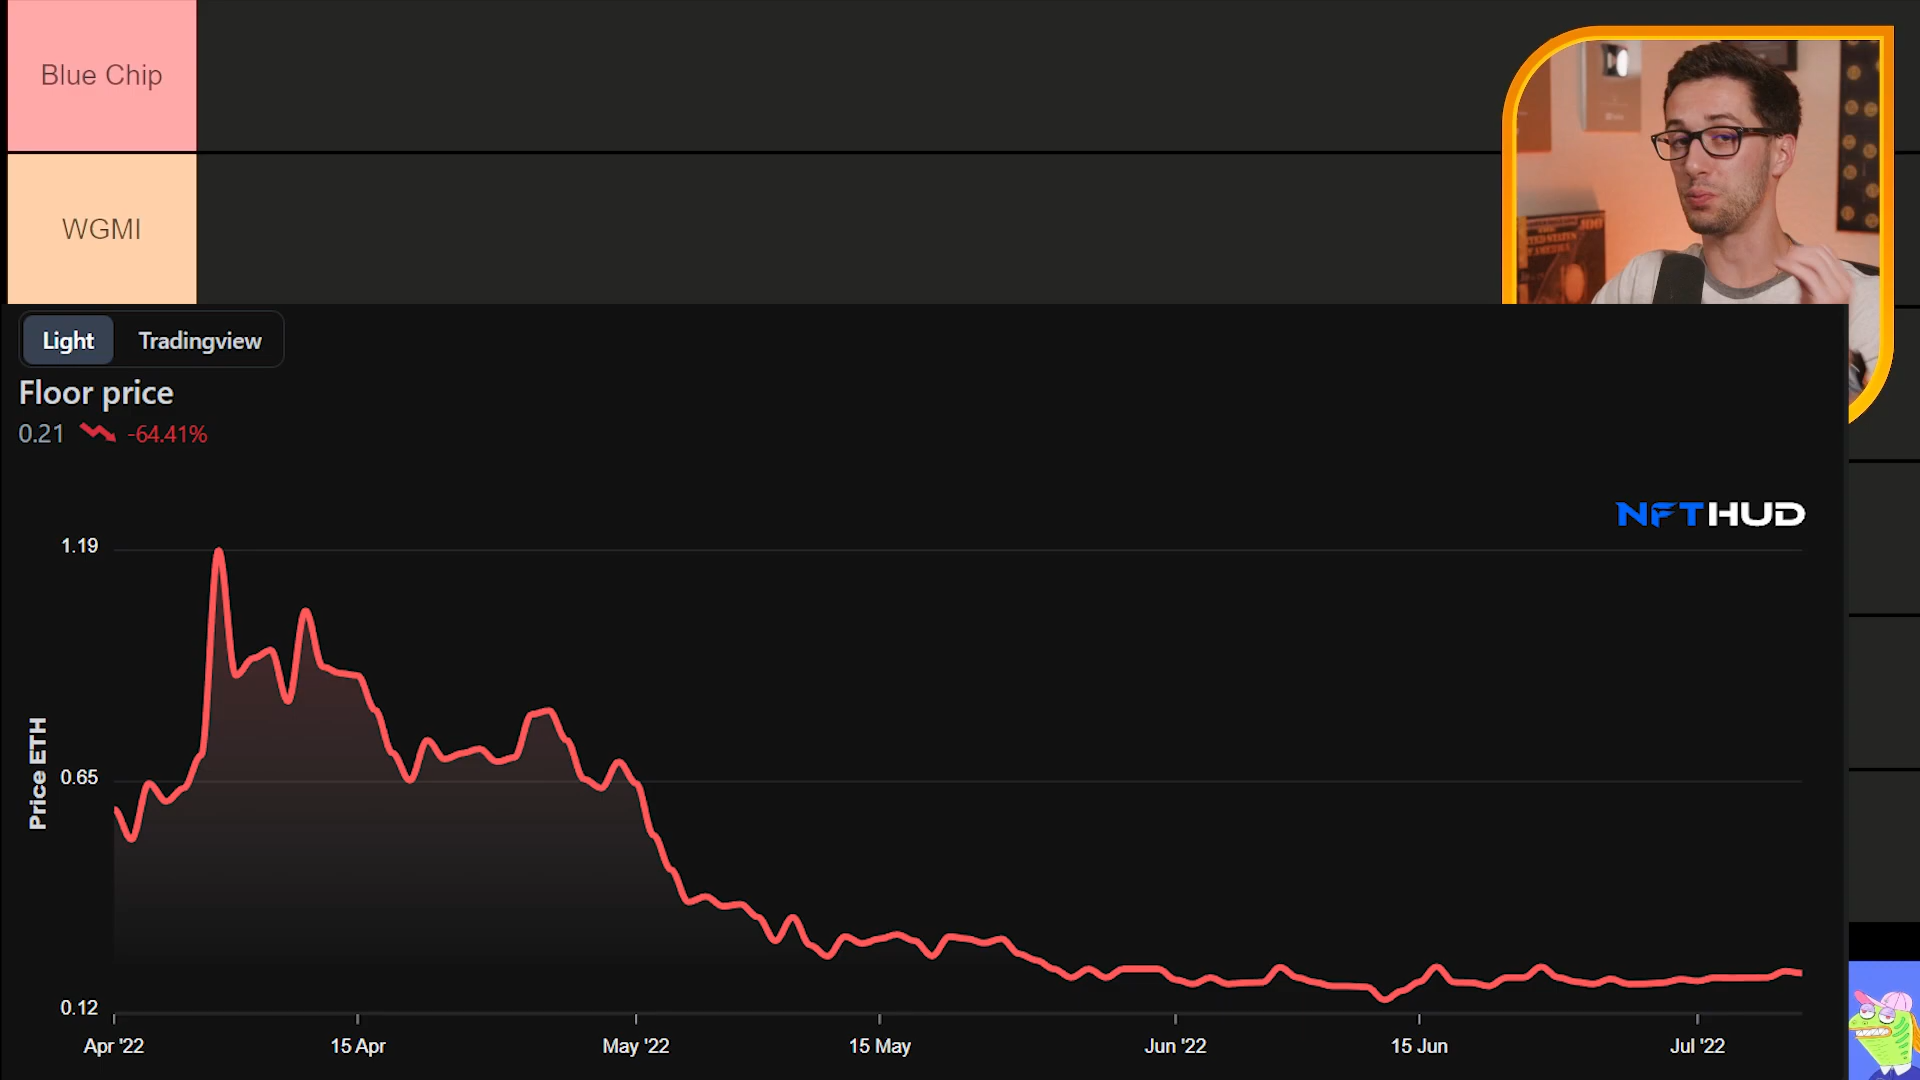 Blue Chip
WGMI
100
Light
Tradingview
Floor price
0.21
-64.41%
NFTHUD
1.19
0.65
0.12
Price ETH
Apr '22
15 Apr
May '22
15 May
Jun '22
15 Jun
Jul '22